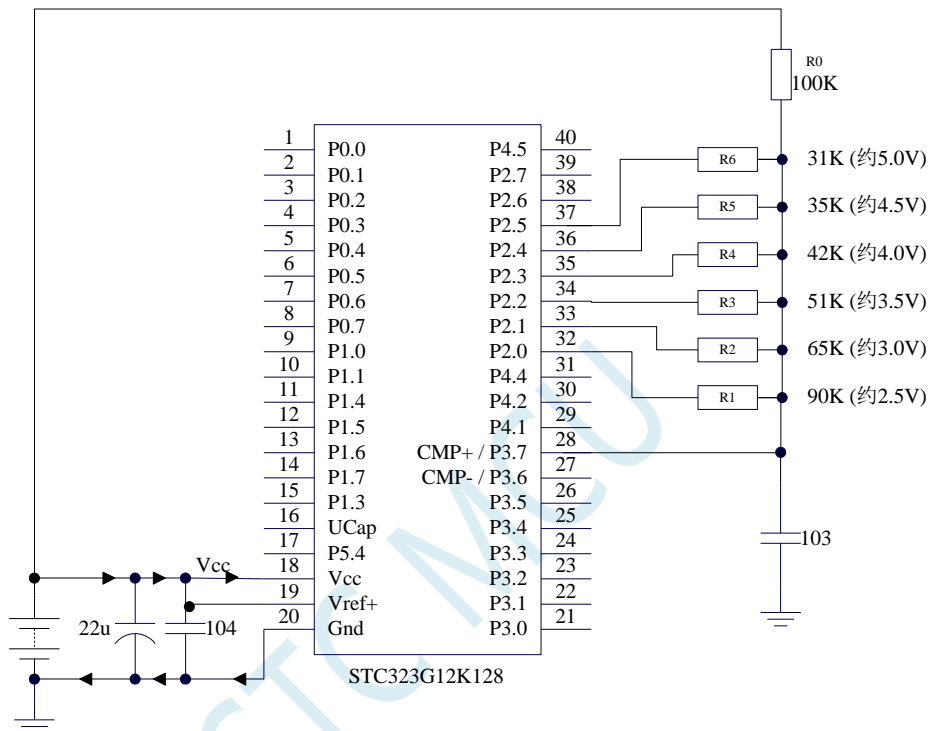 R0
100K
1 P0.0 P4.5 40
2 P0.1 P2.7 39
3 P0.2 P2.6 38
4 P0.3 P2.5 37
5 P0.4 P2.4 36
6 P0.5 P2.3 35
7 P0.6 P2.2 34
8 P0.7 P2.1 33
9 P1.0 P2.0 32
10 P1.1 P4.4 31
11 P1.4 P4.2 30
12 P1.5 P4.1 29
13 P1.6 CMP+ / P3.7 28
14 P1.7 CMP- / P3.6 27
15 P1.3 P3.5 26
16 UCap P3.4 25
17 P5.4 P3.3 24
18 Vcc P3.2 23
19 Vref+ P3.1 22
20 Gnd P3.0 21
R6 31K (约5.0V)
R5 35K (约4.5V)
R4 42K (约4.0V)
R3 51K (约3.5V)
R2 65K (约3.0V)
R1 90K (约2.5V)
103
Vcc
22u
104
STC323G12K128
STC MCU